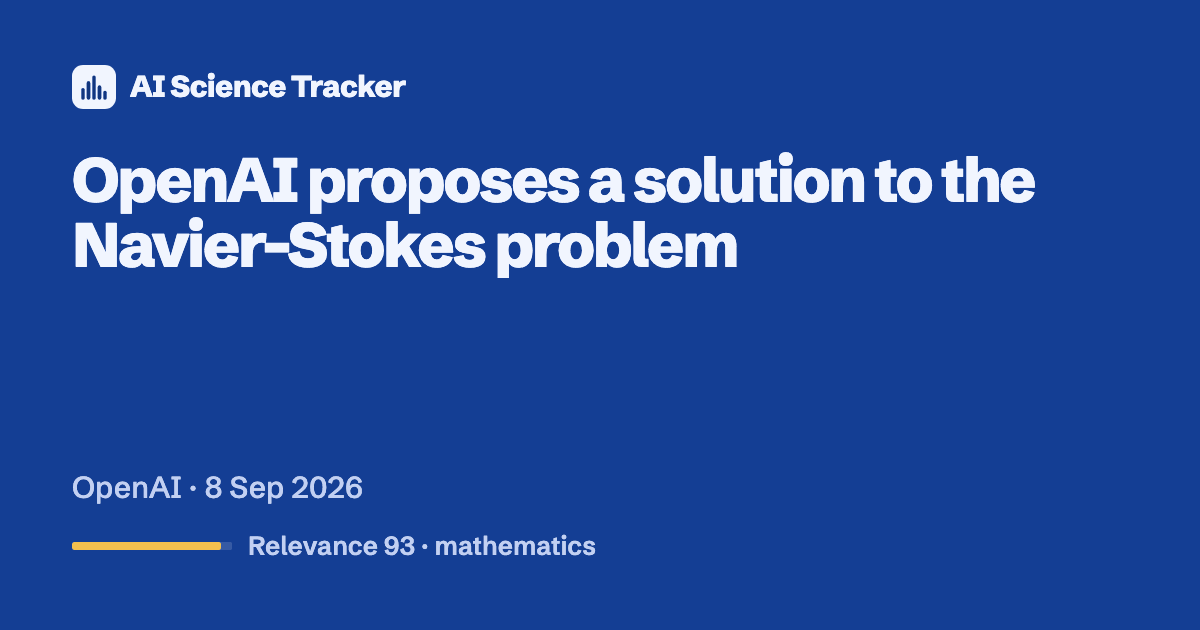 AI Science Tracker
OpenAI proposes a solution to the
Navier–Stokes problem
OpenAI · 8 Sep 2026
Relevance 93 · mathematics